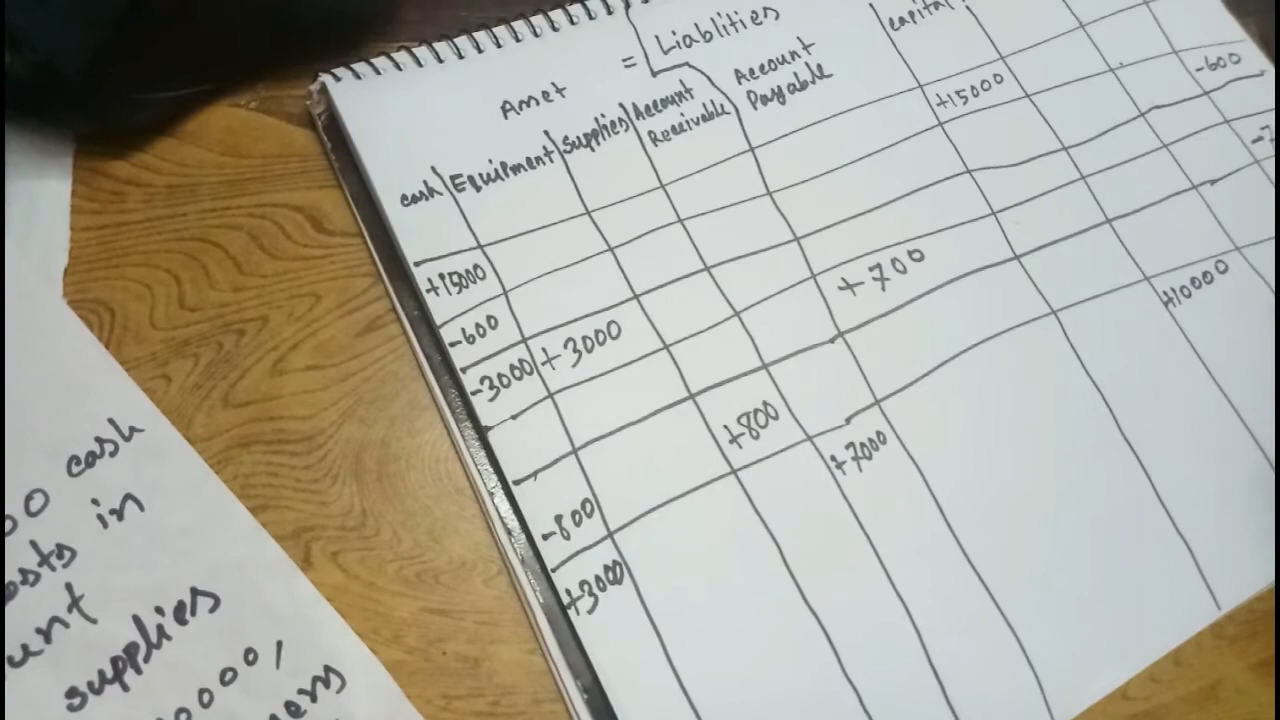 Asset = Liablities capital
cash Equipment supplies Account Receivable Account Payable
+15000 +15000
-600 -600
-3000 +3000
+700
-800 +800
+3000 +7000 +10000
cash
osts in
supplies